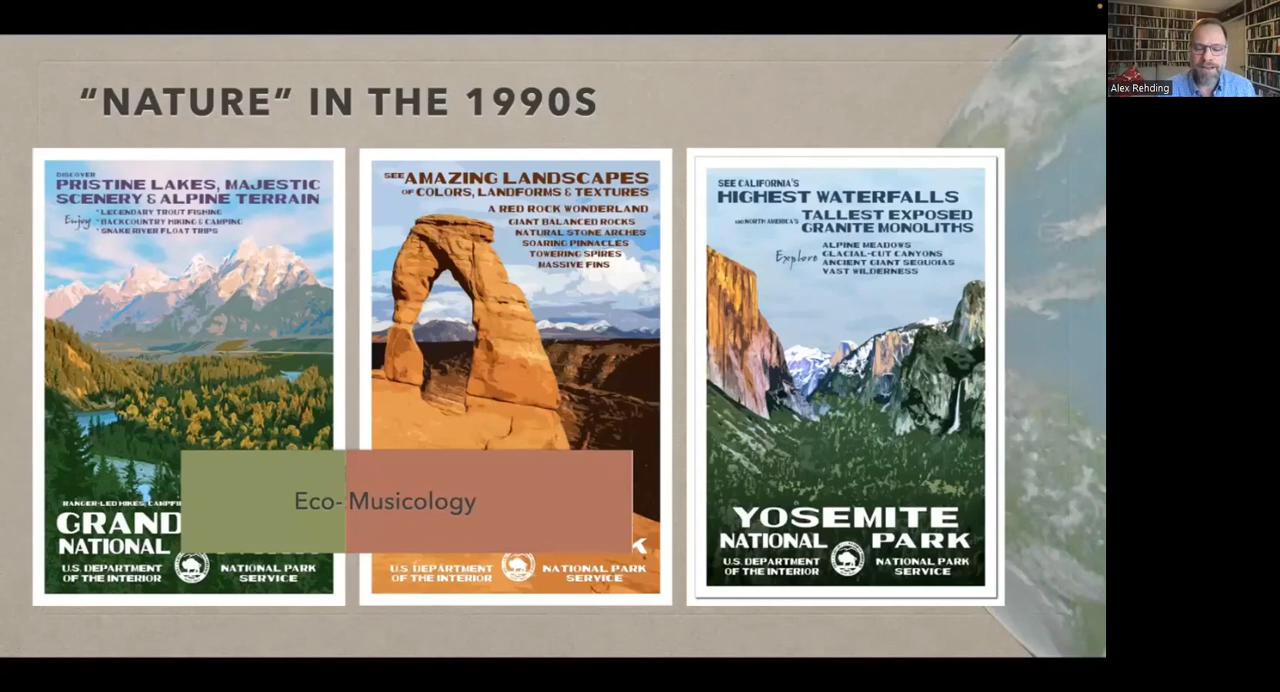 "NATURE" IN THE 1990S
DISCOVER
PRISTINE LAKES, MAJESTIC
SCENERY & ALPINE TERRAIN
Enjoy
* LEGENDARY TROUT FISHING
* BACKCOUNTRY HIKING & CAMPING
* SNAKE RIVER FLOAT TRIPS
RANGER-LED HIKES,
GRAND
NATIONAL
U.S. DEPARTMENT
OF THE INTERIOR
NATIONAL PARK
SERVICE
SEE AMAZING LANDSCAPES
OF COLORS, LANDFORMS & TEXTURES
A RED ROCK WONDERLAND
GIANT BALANCED ROCKS
NATURAL STONE ARCHES
SOARING PINNACLES
TOWERING SPIRES
MASSIVE FINS
Eco-Musicology
K
U.S. DEPARTMENT
OF THE INTERIOR
NATIONAL PARK
SERVICE
SEE CALIFORNIA'S
HIGHEST WATERFALLS
AND NORTH AMERICA'S TALLEST EXPOSED
GRANITE MONOLITHS
Explore
ALPINE MEADOWS
GLACIAL-CUT CANYONS
ANCIENT GIANT SEQUOIAS
VAST WILDERNESS
YOSEMITE
NATIONAL PARK
U.S. DEPARTMENT
OF THE INTERIOR
NATIONAL PARK
SERVICE
Alex Rehding